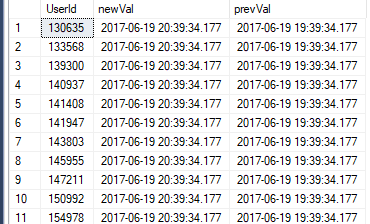 UserId newVal prevVal
1 130635 2017-06-19 20:39:34.177 2017-06-19 19:39:34.177
2 133568 2017-06-19 20:39:34.177 2017-06-19 19:39:34.177
3 139300 2017-06-19 20:39:34.177 2017-06-19 19:39:34.177
4 140937 2017-06-19 20:39:34.177 2017-06-19 19:39:34.177
5 141408 2017-06-19 20:39:34.177 2017-06-19 19:39:34.177
6 141947 2017-06-19 20:39:34.177 2017-06-19 19:39:34.177
7 143803 2017-06-19 20:39:34.177 2017-06-19 19:39:34.177
8 145955 2017-06-19 20:39:34.177 2017-06-19 19:39:34.177
9 147211 2017-06-19 20:39:34.177 2017-06-19 19:39:34.177
10 150992 2017-06-19 20:39:34.177 2017-06-19 19:39:34.177
11 154978 2017-06-19 20:39:34.177 2017-06-19 19:39:34.177